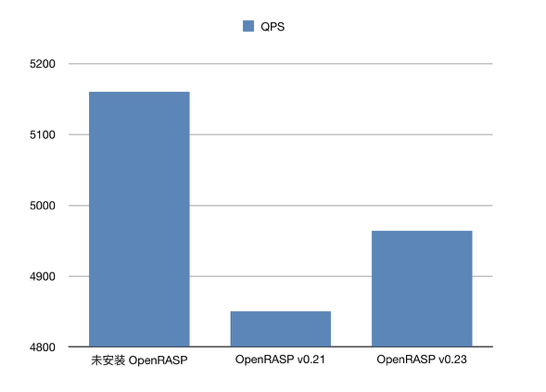 QPS
5200
5100
5000
4900
4800
未安装 OpenRASP
OpenRASP v0.21
OpenRASP v0.23